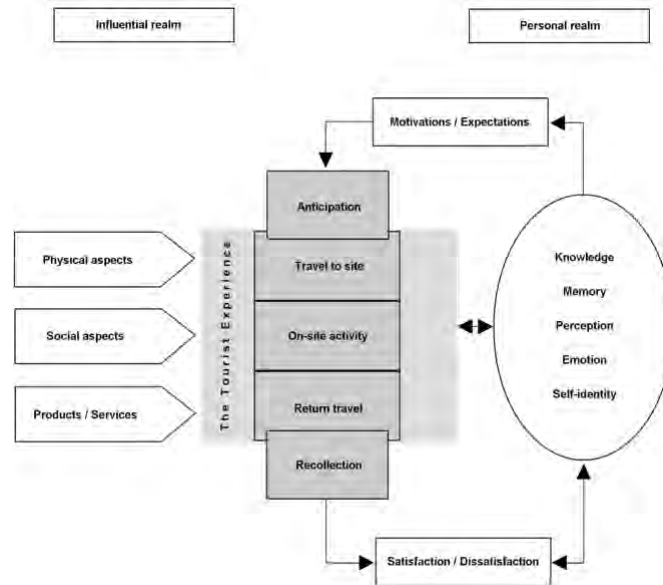 Influential realm
Personal realm
Motivations / Expectations
Anticipation
Physical aspects
Travel to site
Social aspects
On-site activity
Products / Services
Return travel
Recollection
The Tourist Experience
Knowledge
Memory
Perception
Emotion
Self-identity
Satisfaction / Dissatisfaction